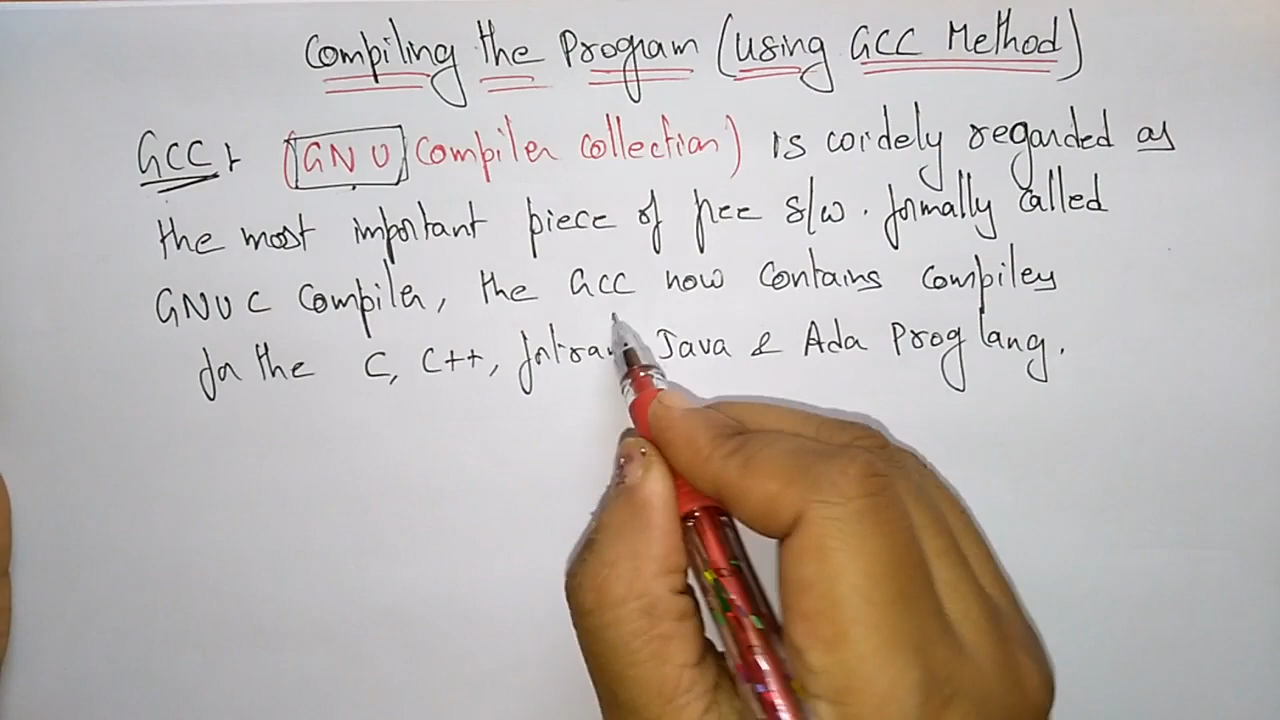 Compiling the Program (using GCC Method)
GCC: (GNU Compiler collection) is widely regarded as
the most important piece of free s/w. formally called
GNU C Compiler, the GCC now contains compilers
for the C, C++, Java & Ada Prog lang.